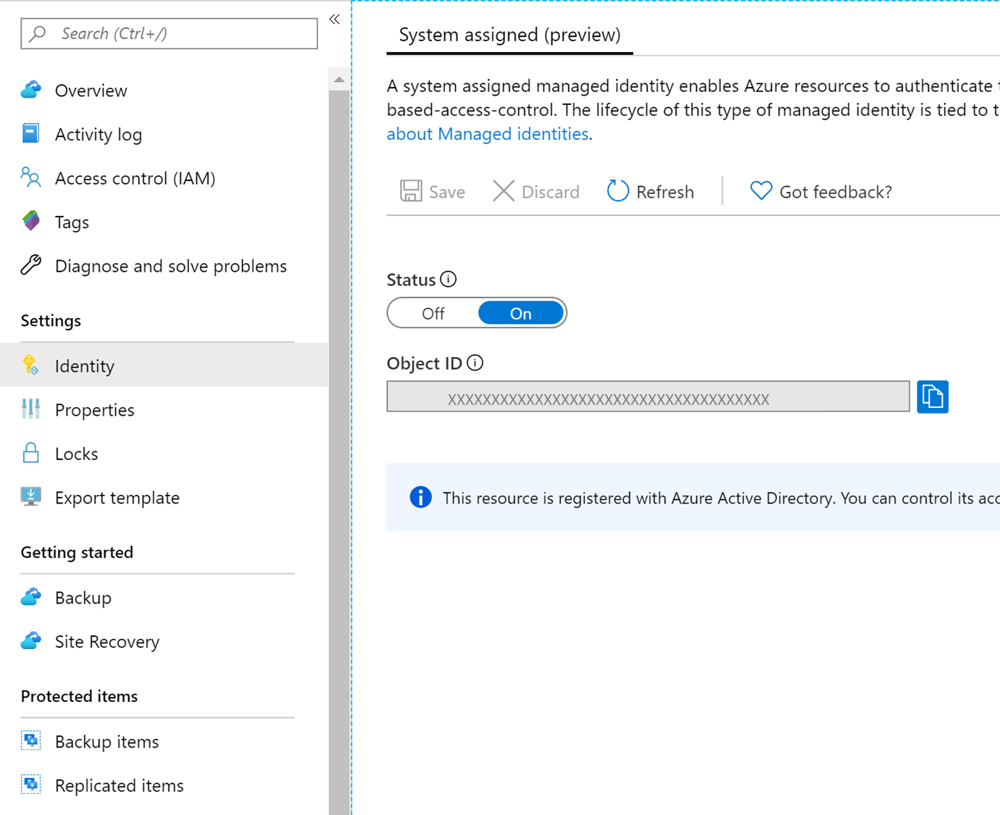 Search (Ctrl+/)
«
Overview
Activity log
Access control (IAM)
Tags
Diagnose and solve problems
Settings
Identity
Properties
Locks
Export template
Getting started
Backup
Site Recovery
Protected items
Backup items
Replicated items
System assigned (preview)
A system assigned managed identity enables Azure resources to authenticate
based-access-control. The lifecycle of this type of managed identity is tied to
about Managed identities.
Save Discard Refresh Got feedback?
Status
Off On
Object ID
XXXXXXXXXXXXXXXXXXXXXXXXXXXXXXXXXXXXX
This resource is registered with Azure Active Directory. You can control its